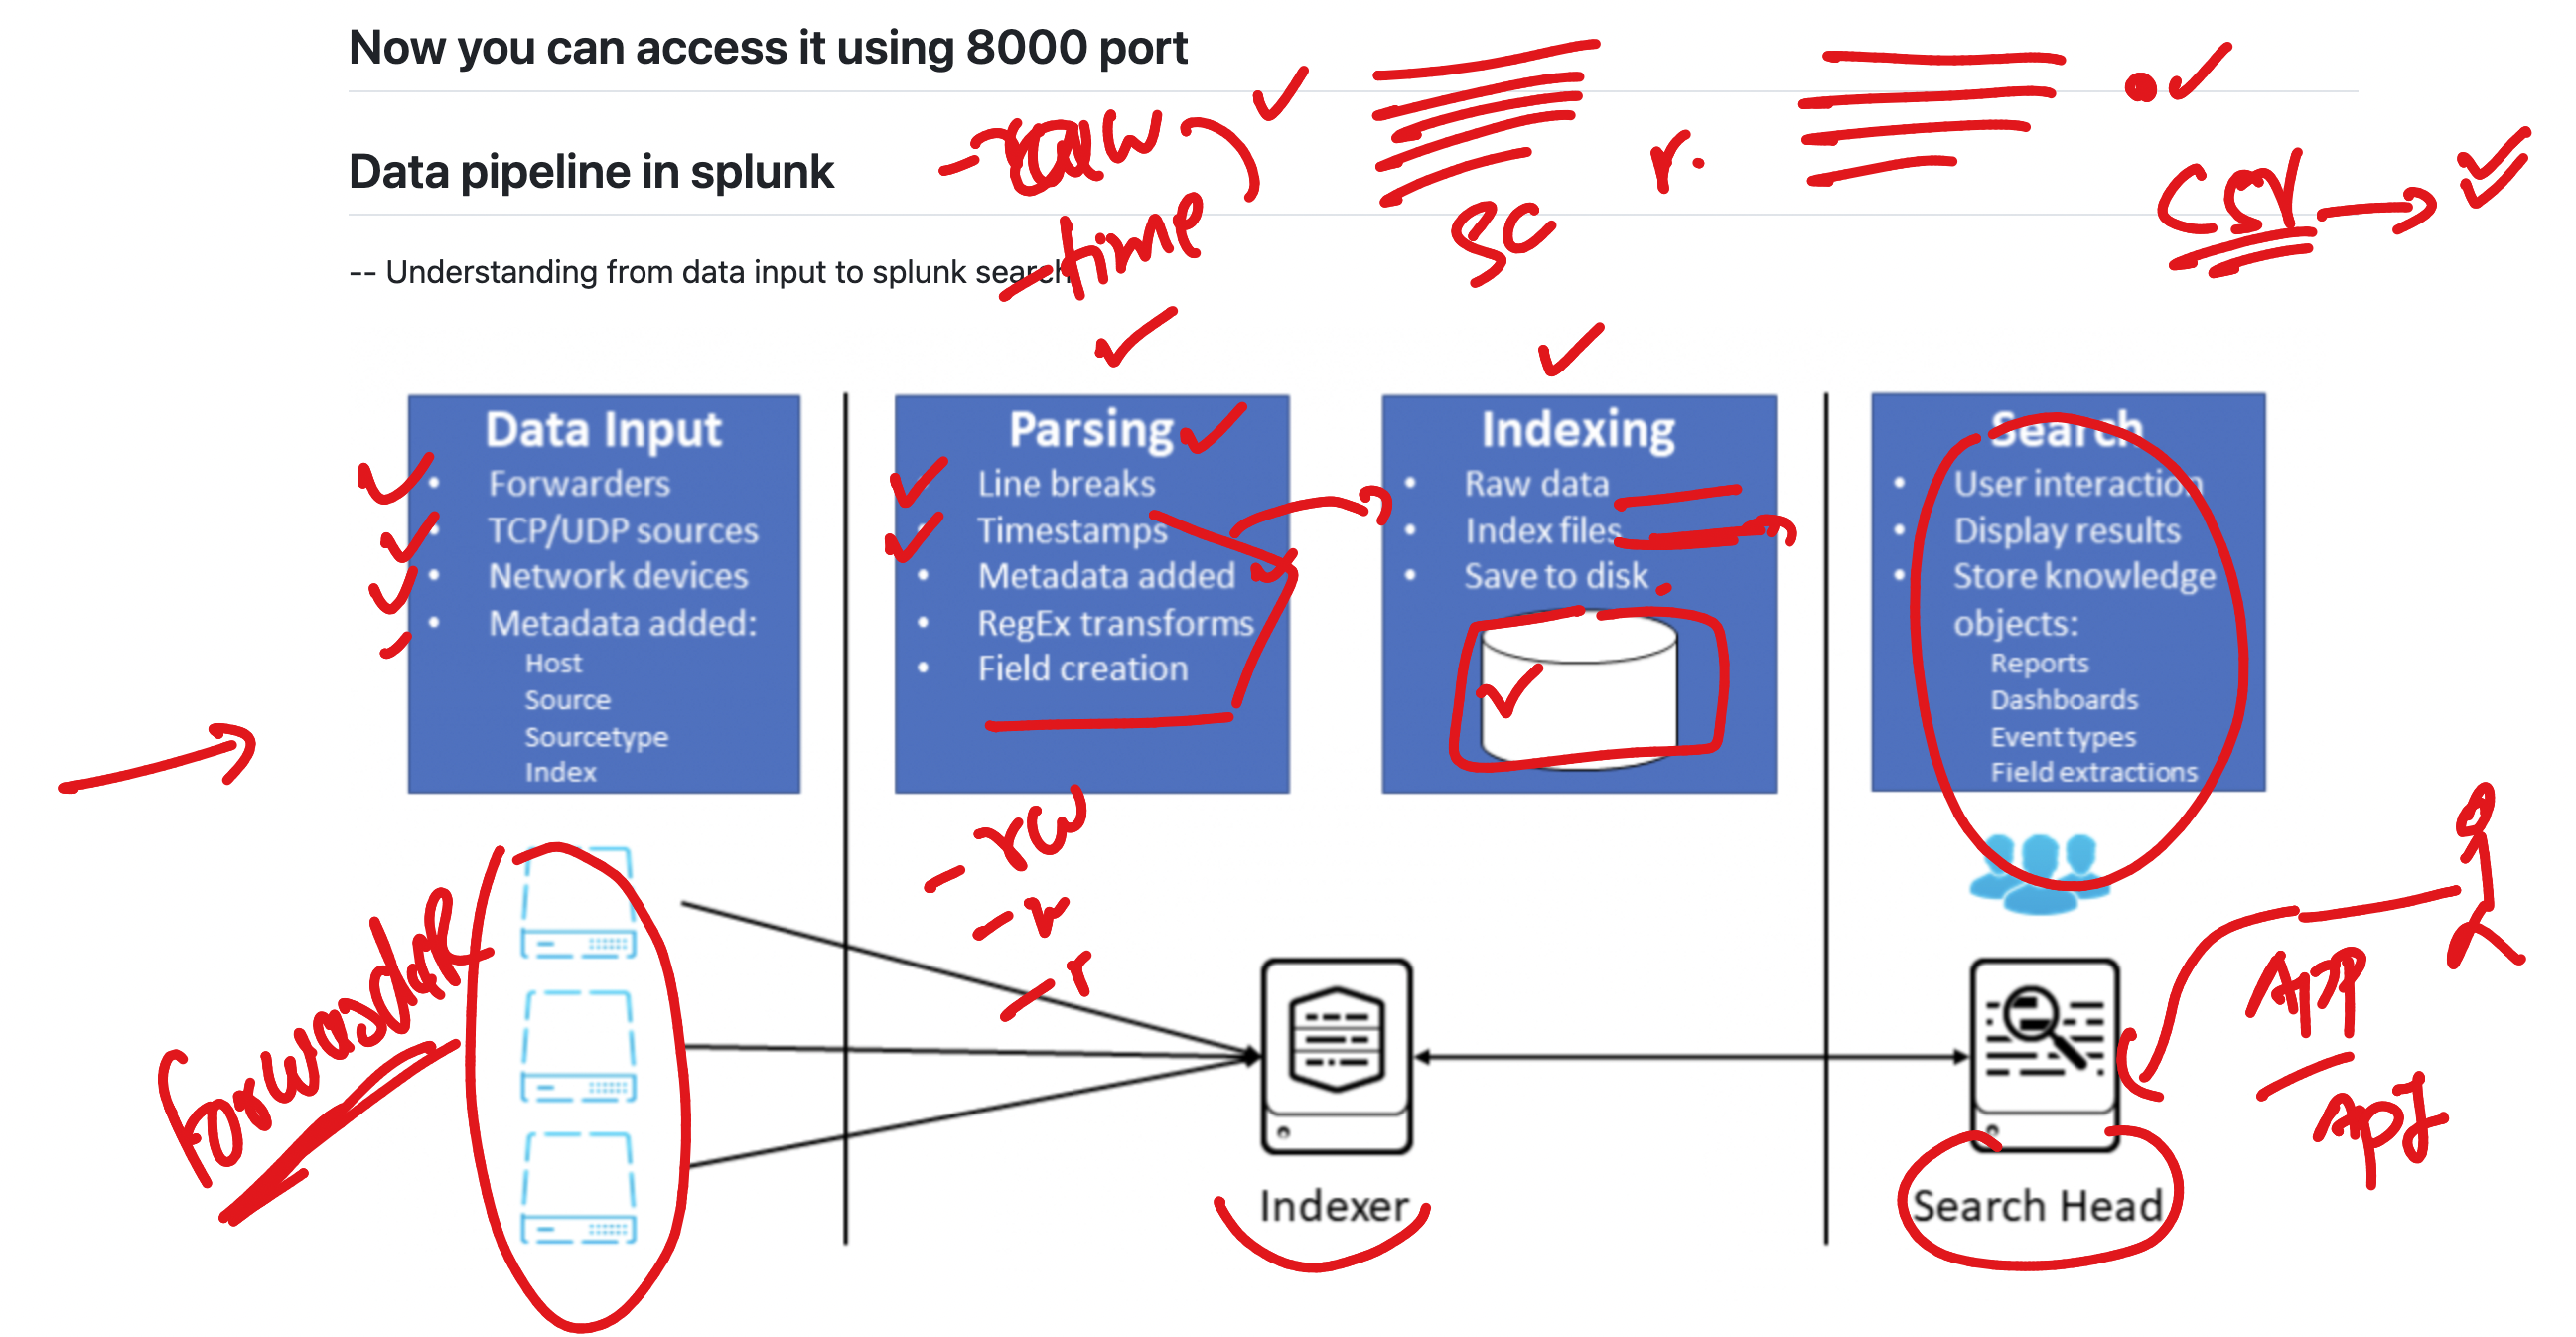 Now you can access it using 8000 port
Data pipeline in splunk
-- Understanding from data input to splunk search
- raw
- time
sc
r.
CSV
Data Input
• Forwarders
• TCP/UDP sources
• Network devices
• Metadata added:
Host
Source
Sourcetype
Index
Parsing
• Line breaks
• Timestamps
• Metadata added
• RegEx transforms
• Field creation
Indexing
• Raw data
• Index files
• Save to disk
Search
• User interaction
• Display results
• Store knowledge
objects:
Reports
Dashboards
Event types
Field extractions
forwarder
- rw
- r
- r
APP
API
Indexer
Search Head